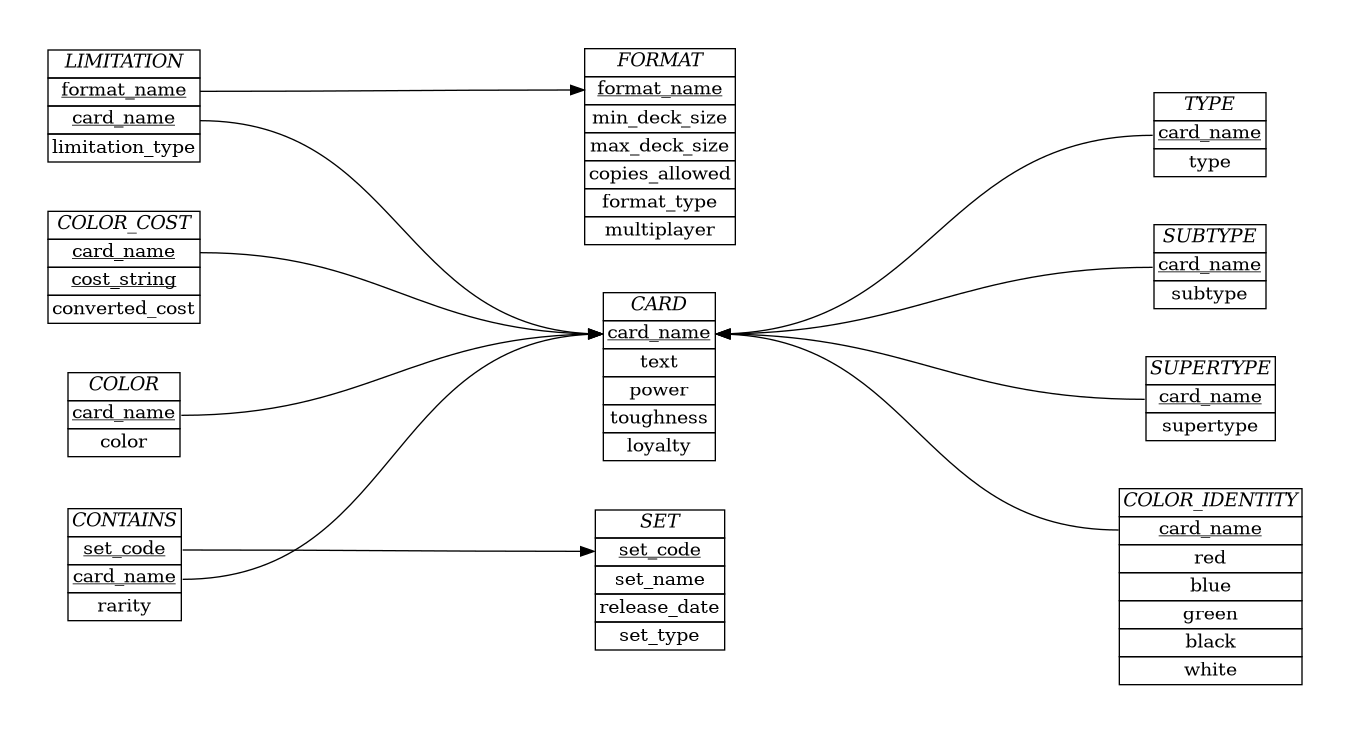 LIMITATION
format_name
card_name
limitation_type
COLOR_COST
card_name
cost_string
converted_cost
COLOR
card_name
color
CONTAINS
set_code
card_name
rarity
FORMAT
format_name
min_deck_size
max_deck_size
copies_allowed
format_type
multiplayer
CARD
card_name
text
power
toughness
loyalty
SET
set_code
set_name
release_date
set_type
TYPE
card_name
type
SUBTYPE
card_name
subtype
SUPERTYPE
card_name
supertype
COLOR_IDENTITY
card_name
red
blue
green
black
white